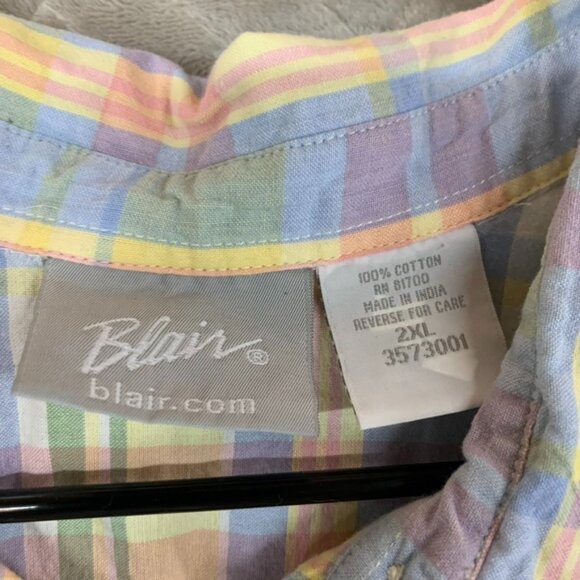 Blair®
blair.com
100% COTTON
RN 81700
MADE IN INDIA
REVERSE FOR CARE
2XL
3573001